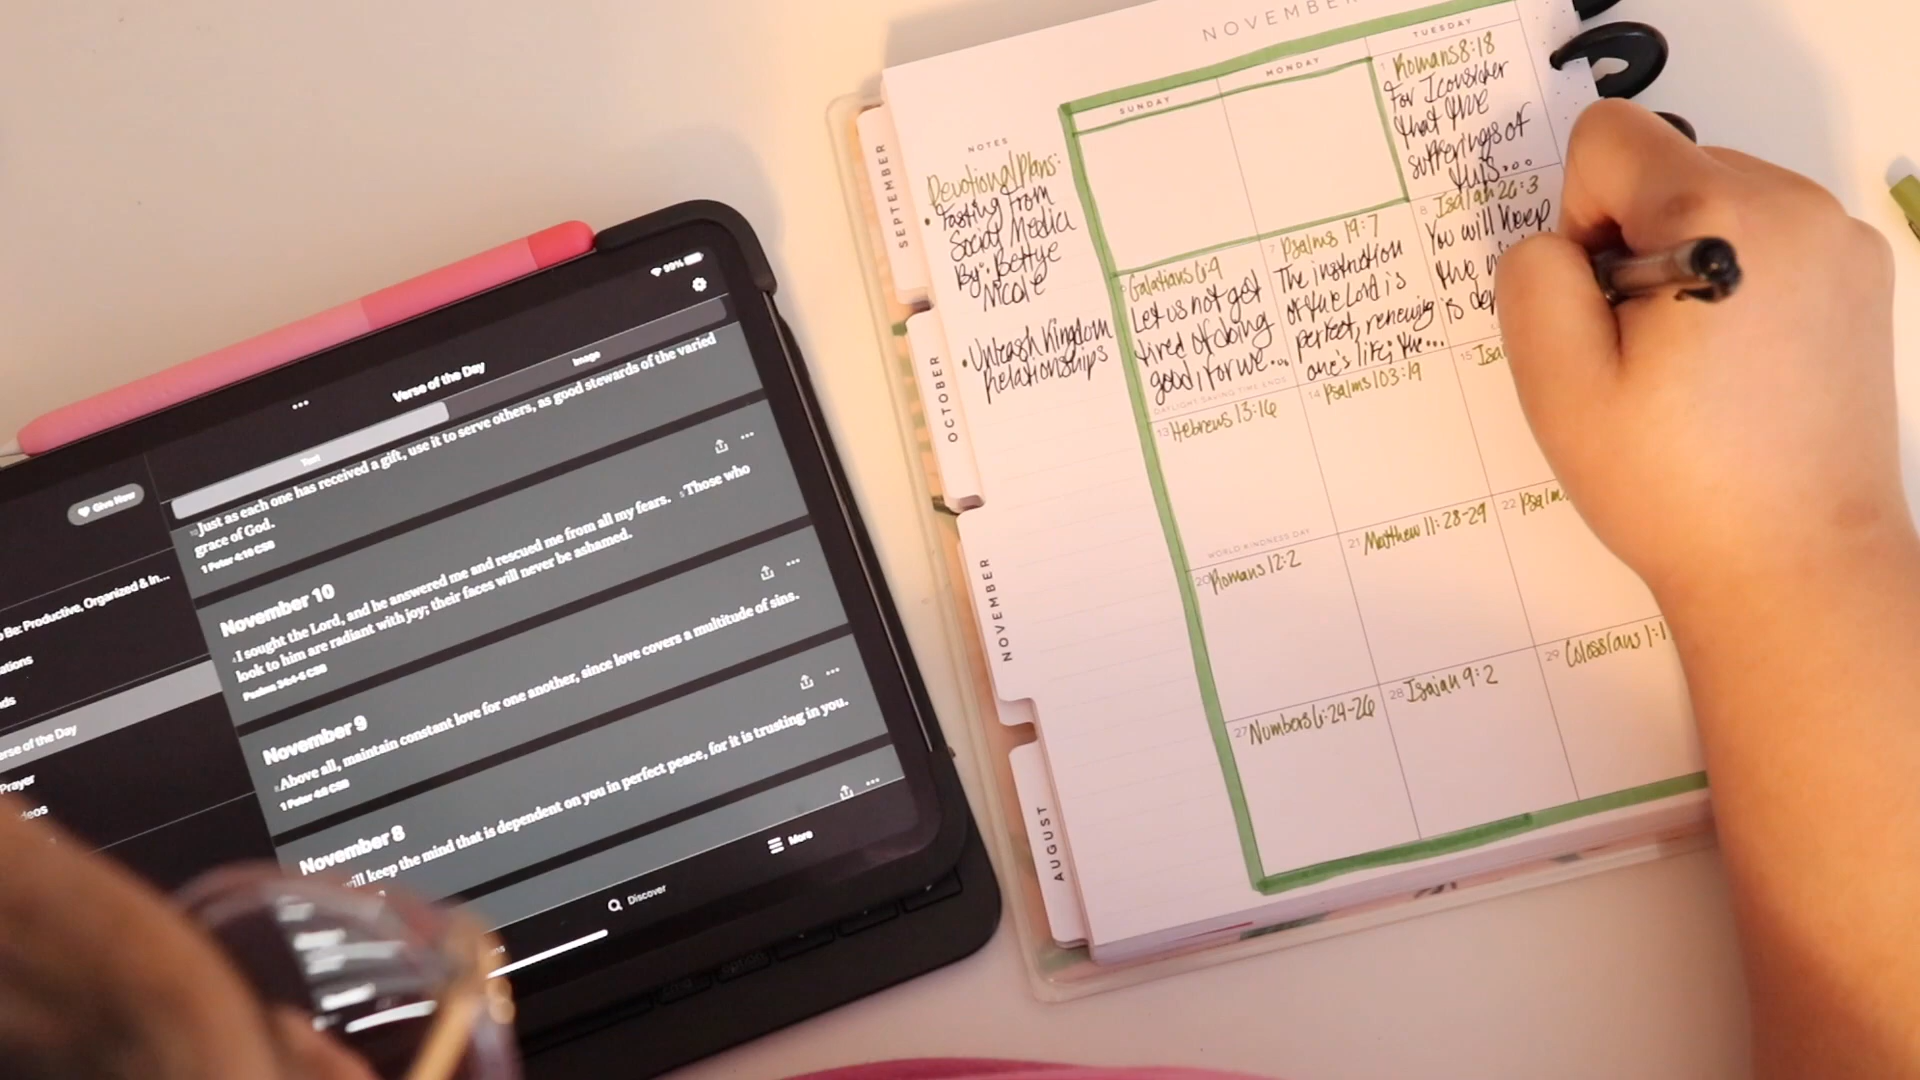 99%
Verse of the Day
Text
Image
Give Now
Just as each one has received a gift, use it to serve others, as good stewards of the varied
grace of God.
1 Peter 4:10 CSB
November 10
I sought the Lord, and he answered me and rescued me from all my fears. Those who
look to him are radiant with joy; their faces will never be ashamed.
CSB
November 9
Above all, maintain constant love for one another, since love covers a multitude of sins.
1 Peter 4:8 CSB
November 8
will keep the mind that is dependent on you in perfect peace, for it is trusting in you.
Be: Productive, Organized & In...
Verse of the Day
Prayer
Discover
More
SEPTEMBER
OCTOBER
NOVEMBER
AUGUST
NOVEMBER
NOTES
Devotional Plans:
• Fasting from
Social Media
By: Bettye
Nicole
• Unleash Kingdom
Relationships
SUNDAY
MONDAY
TUESDAY
1 Romans 8:18
For I consider
that the
sufferings of
this...
Galatians 6:9
Let us not get
tired of doing
good, for we...
DAYLIGHT SAVING TIME ENDS
7 Psalms 19:7
The instruction
of the Lord is
perfect, renewing
one's life; the...
8 Isaiah 26:3
You will keep
the
is dep
13 Hebrews 13:16
WORLD KINDNESS DAY
14 Psalms 103:19
15 Isa
20 Romans 12:2
21 Matthew 11:28-29
22 Psalm
27 Numbers 6:24-26
28 Isaiah 9:2
29 Colossians 1:1